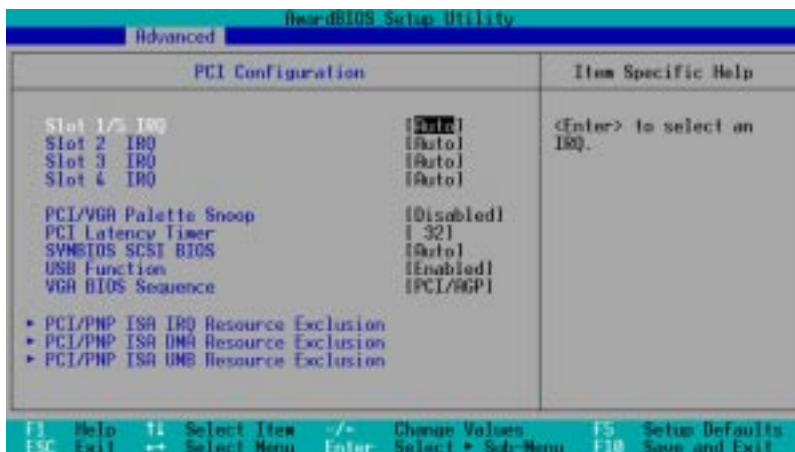 AwardBIOS Setup Utility
Advanced
PCI Configuration
Item Specific Help
Slot 1/5 IRQ [Auto]
Slot 2 IRQ [Auto]
Slot 3 IRQ [Auto]
Slot 4 IRQ [Auto]
<Enter> to select an
IRQ.
PCI/VGA Palette Snoop [Disabled]
PCI Latency Timer [ 32]
SYMBIOS SCSI BIOS [Auto]
USB Function [Enabled]
VGA BIOS Sequence [PCI/AGP]
▸ PCI/PNP ISA IRQ Resource Exclusion
▸ PCI/PNP ISA DMA Resource Exclusion
▸ PCI/PNP ISA UMB Resource Exclusion
F1 Help ↑↓ Select Item -/+ Change Values F5 Setup Defaults
ESC Exit ↔ Select Menu Enter Select ▸ Sub-Menu F10 Save and Exit